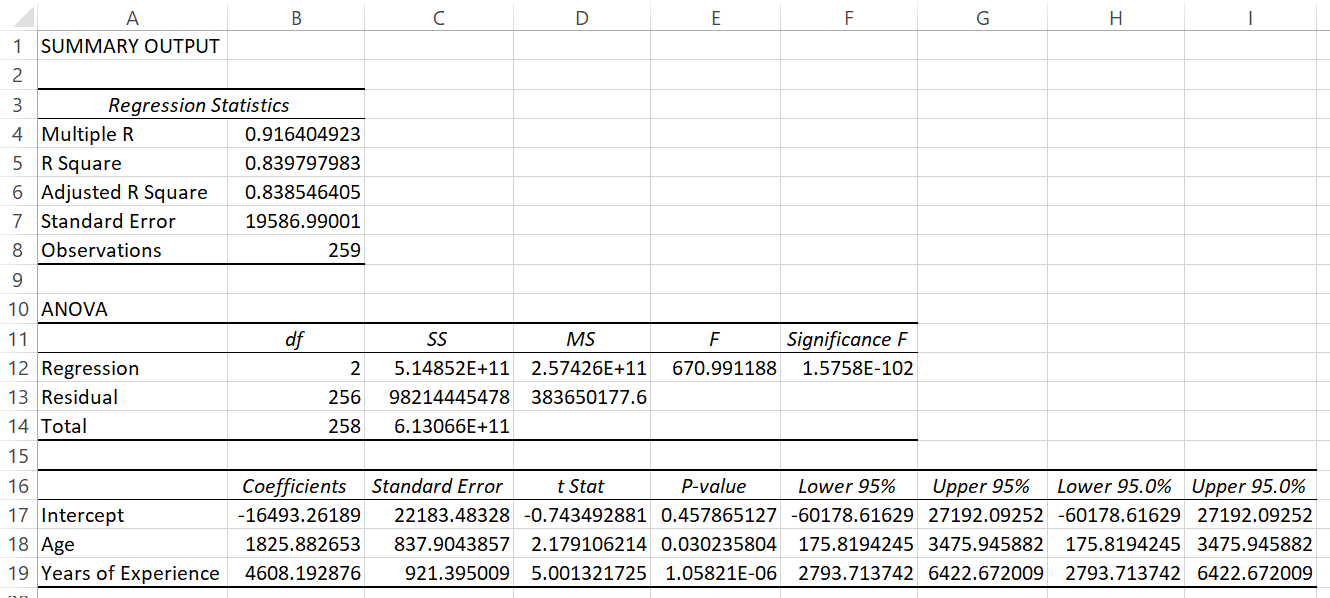 A B C D E F G H I
1 SUMMARY OUTPUT
2
3 Regression Statistics
4 Multiple R 0.916404923
5 R Square 0.839797983
6 Adjusted R Square 0.838546405
7 Standard Error 19586.99001
8 Observations 259
9
10 ANOVA
11 df SS MS F Significance F
12 Regression 2 5.14852E+11 2.57426E+11 670.991188 1.5758E-102
13 Residual 256 98214445478 383650177.6
14 Total 258 6.13066E+11
15
16 Coefficients Standard Error t Stat P-value Lower 95% Upper 95% Lower 95.0% Upper 95.0%
17 Intercept -16493.26189 22183.48328 -0.743492881 0.457865127 -60178.61629 27192.09252 -60178.61629 27192.09252
18 Age 1825.882653 837.9043857 2.179106214 0.030235804 175.8194245 3475.945882 175.8194245 3475.945882
19 Years of Experience 4608.192876 921.395009 5.001321725 1.05821E-06 2793.713742 6422.672009 2793.713742 6422.672009